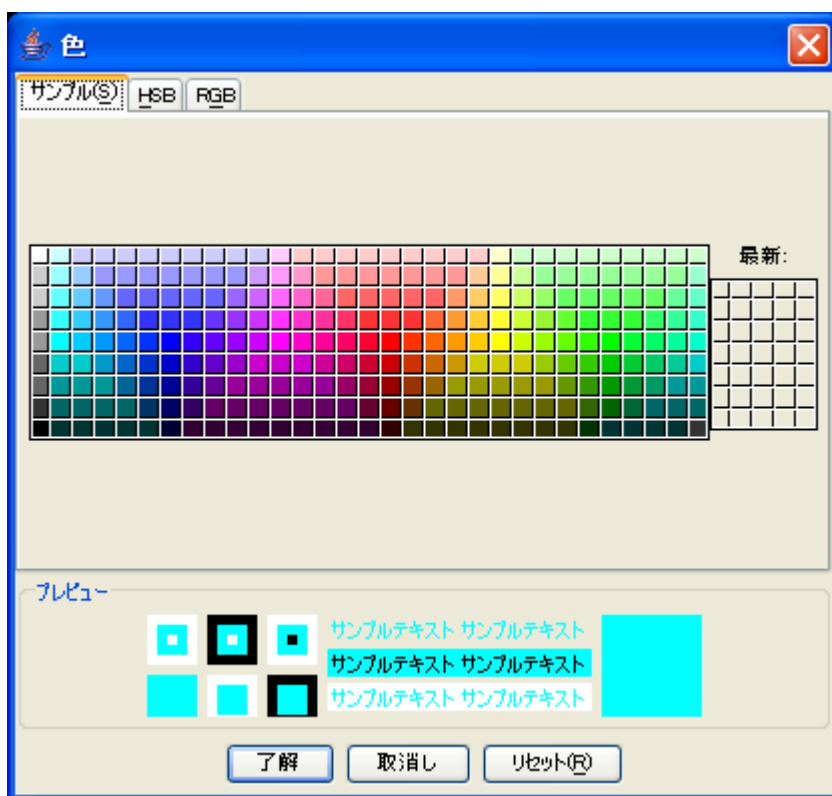 色
サンプル(S) HSB RGB
最新:
プレビュー
サンプルテキスト サンプルテキスト
サンプルテキスト サンプルテキスト
サンプルテキスト サンプルテキスト
了解 取消し リセット(R)